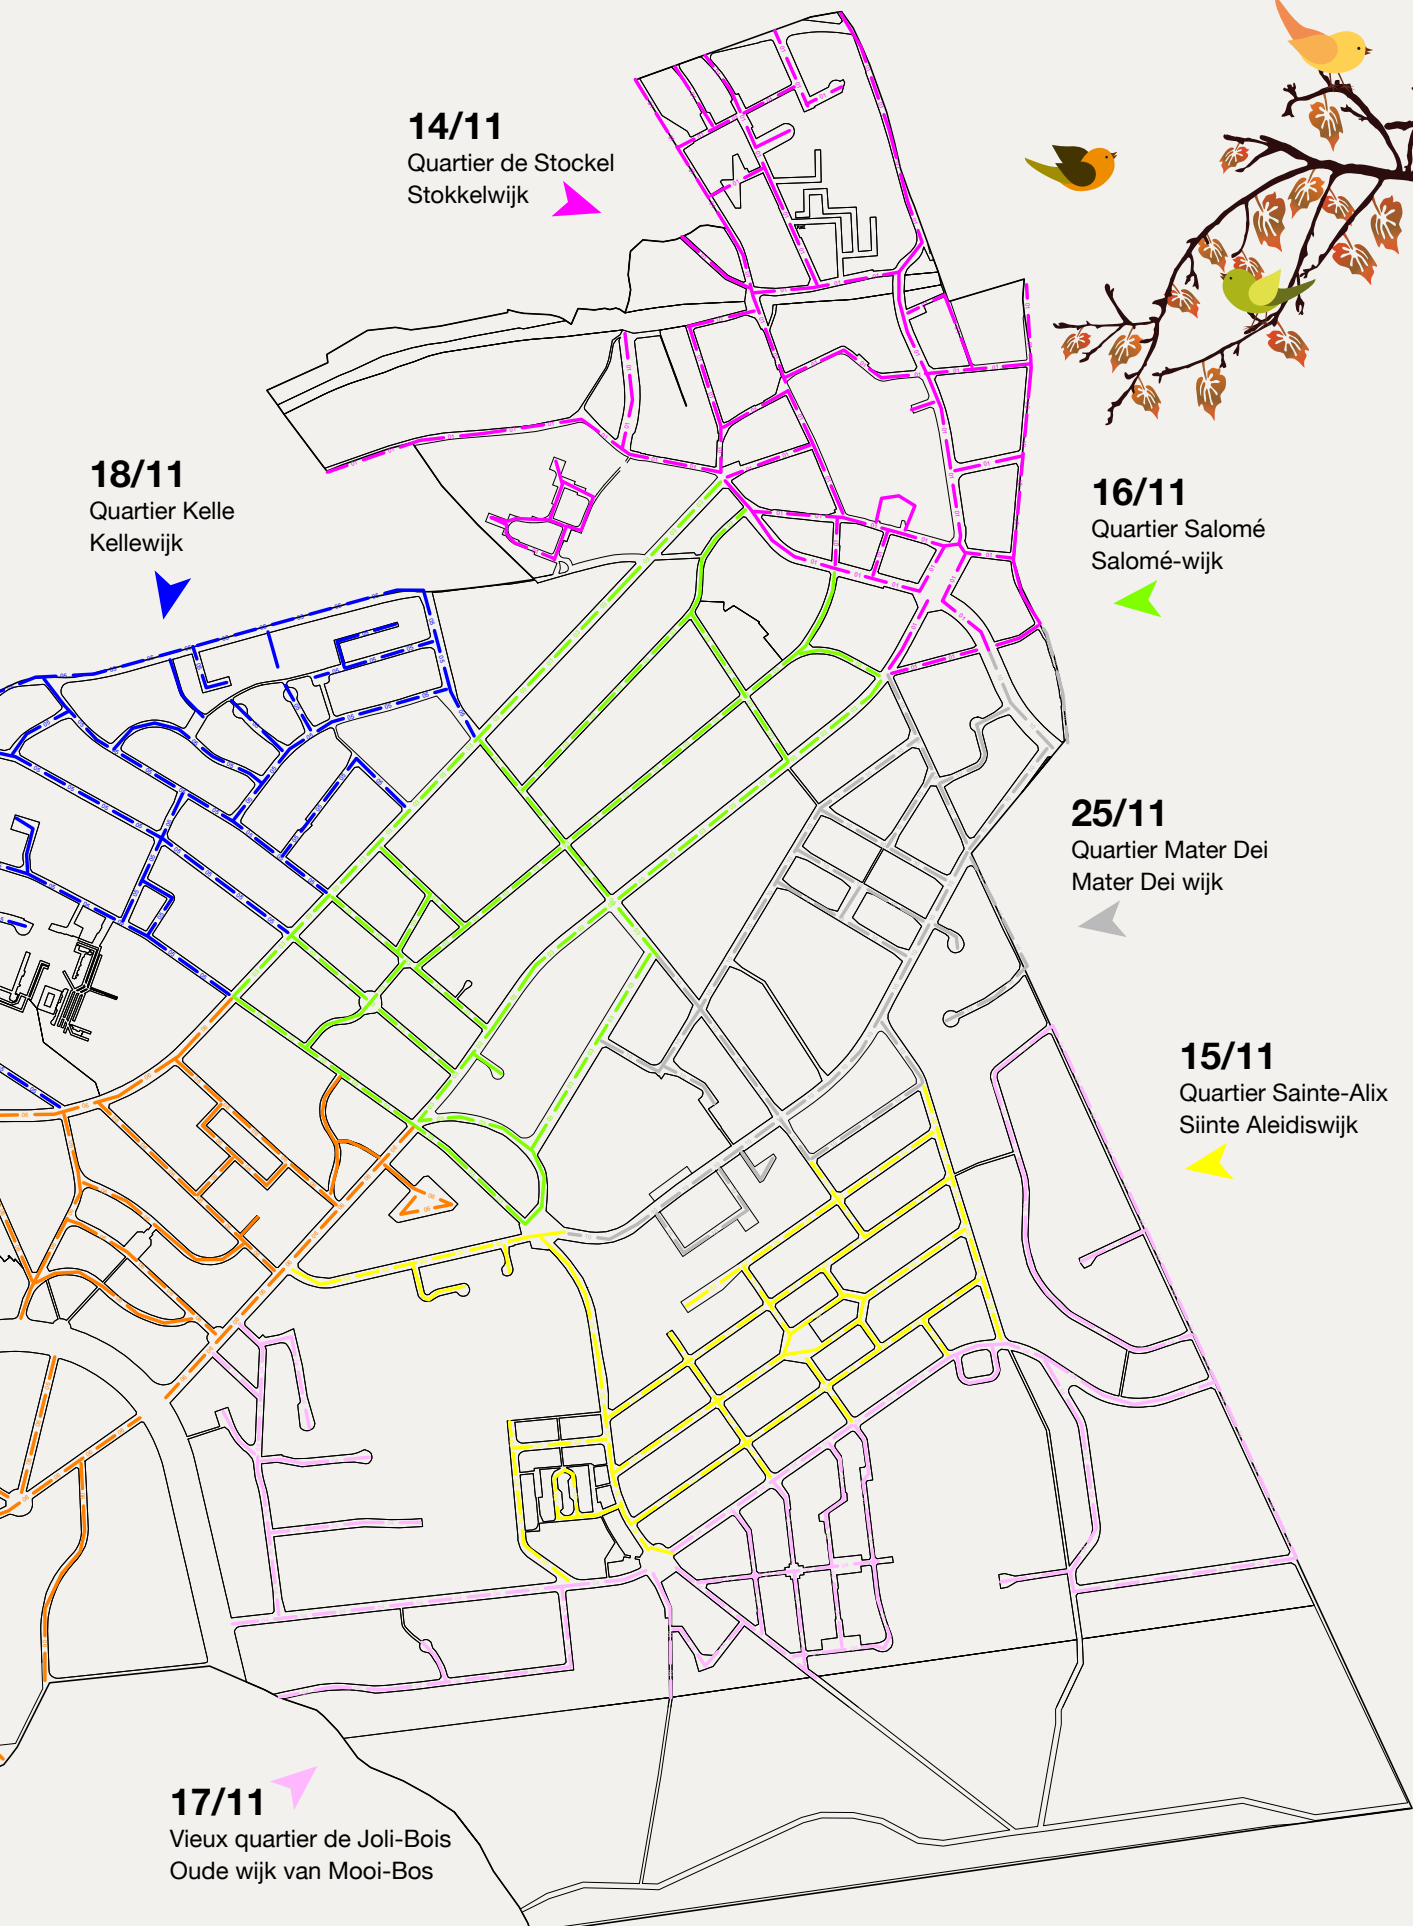 14/11
Quartier de Stockel
Stokkelwijk
18/11
Quartier Kelle
Kellewijk
16/11
Quartier Salomé
Salomé-wijk
25/11
Quartier Mater Dei
Mater Dei wijk
15/11
Quartier Sainte-Alix
Siinte Aleidiswijk
17/11
Vieux quartier de Joli-Bois
Oude wijk van Mooi-Bos